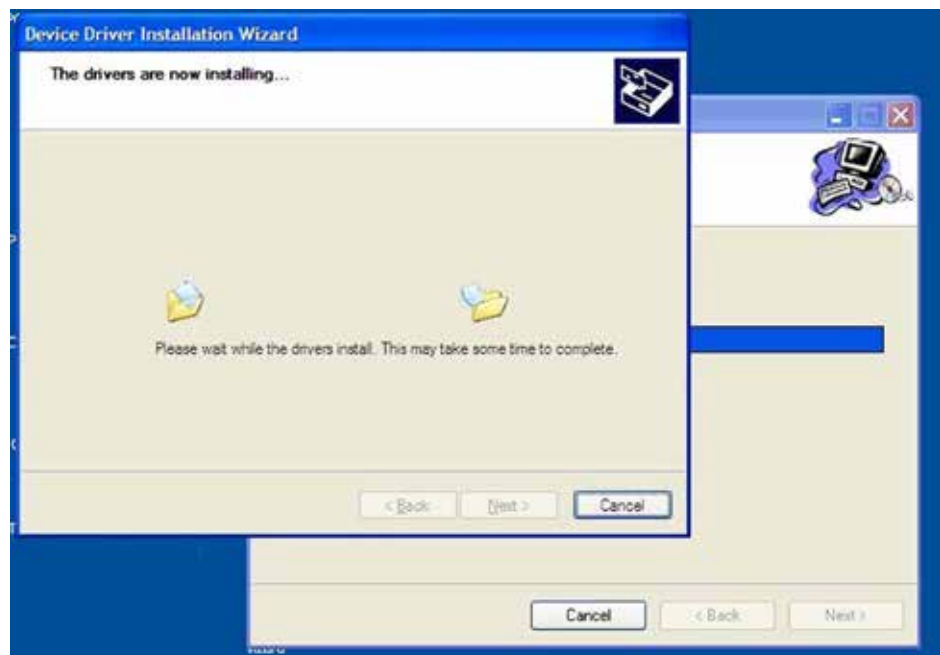 Device Driver Installation Wizard
The drivers are now installing...
Please wait while the drivers install. This may take some time to complete.
< Back
Next >
Cancel
Cancel
< Back
Next >